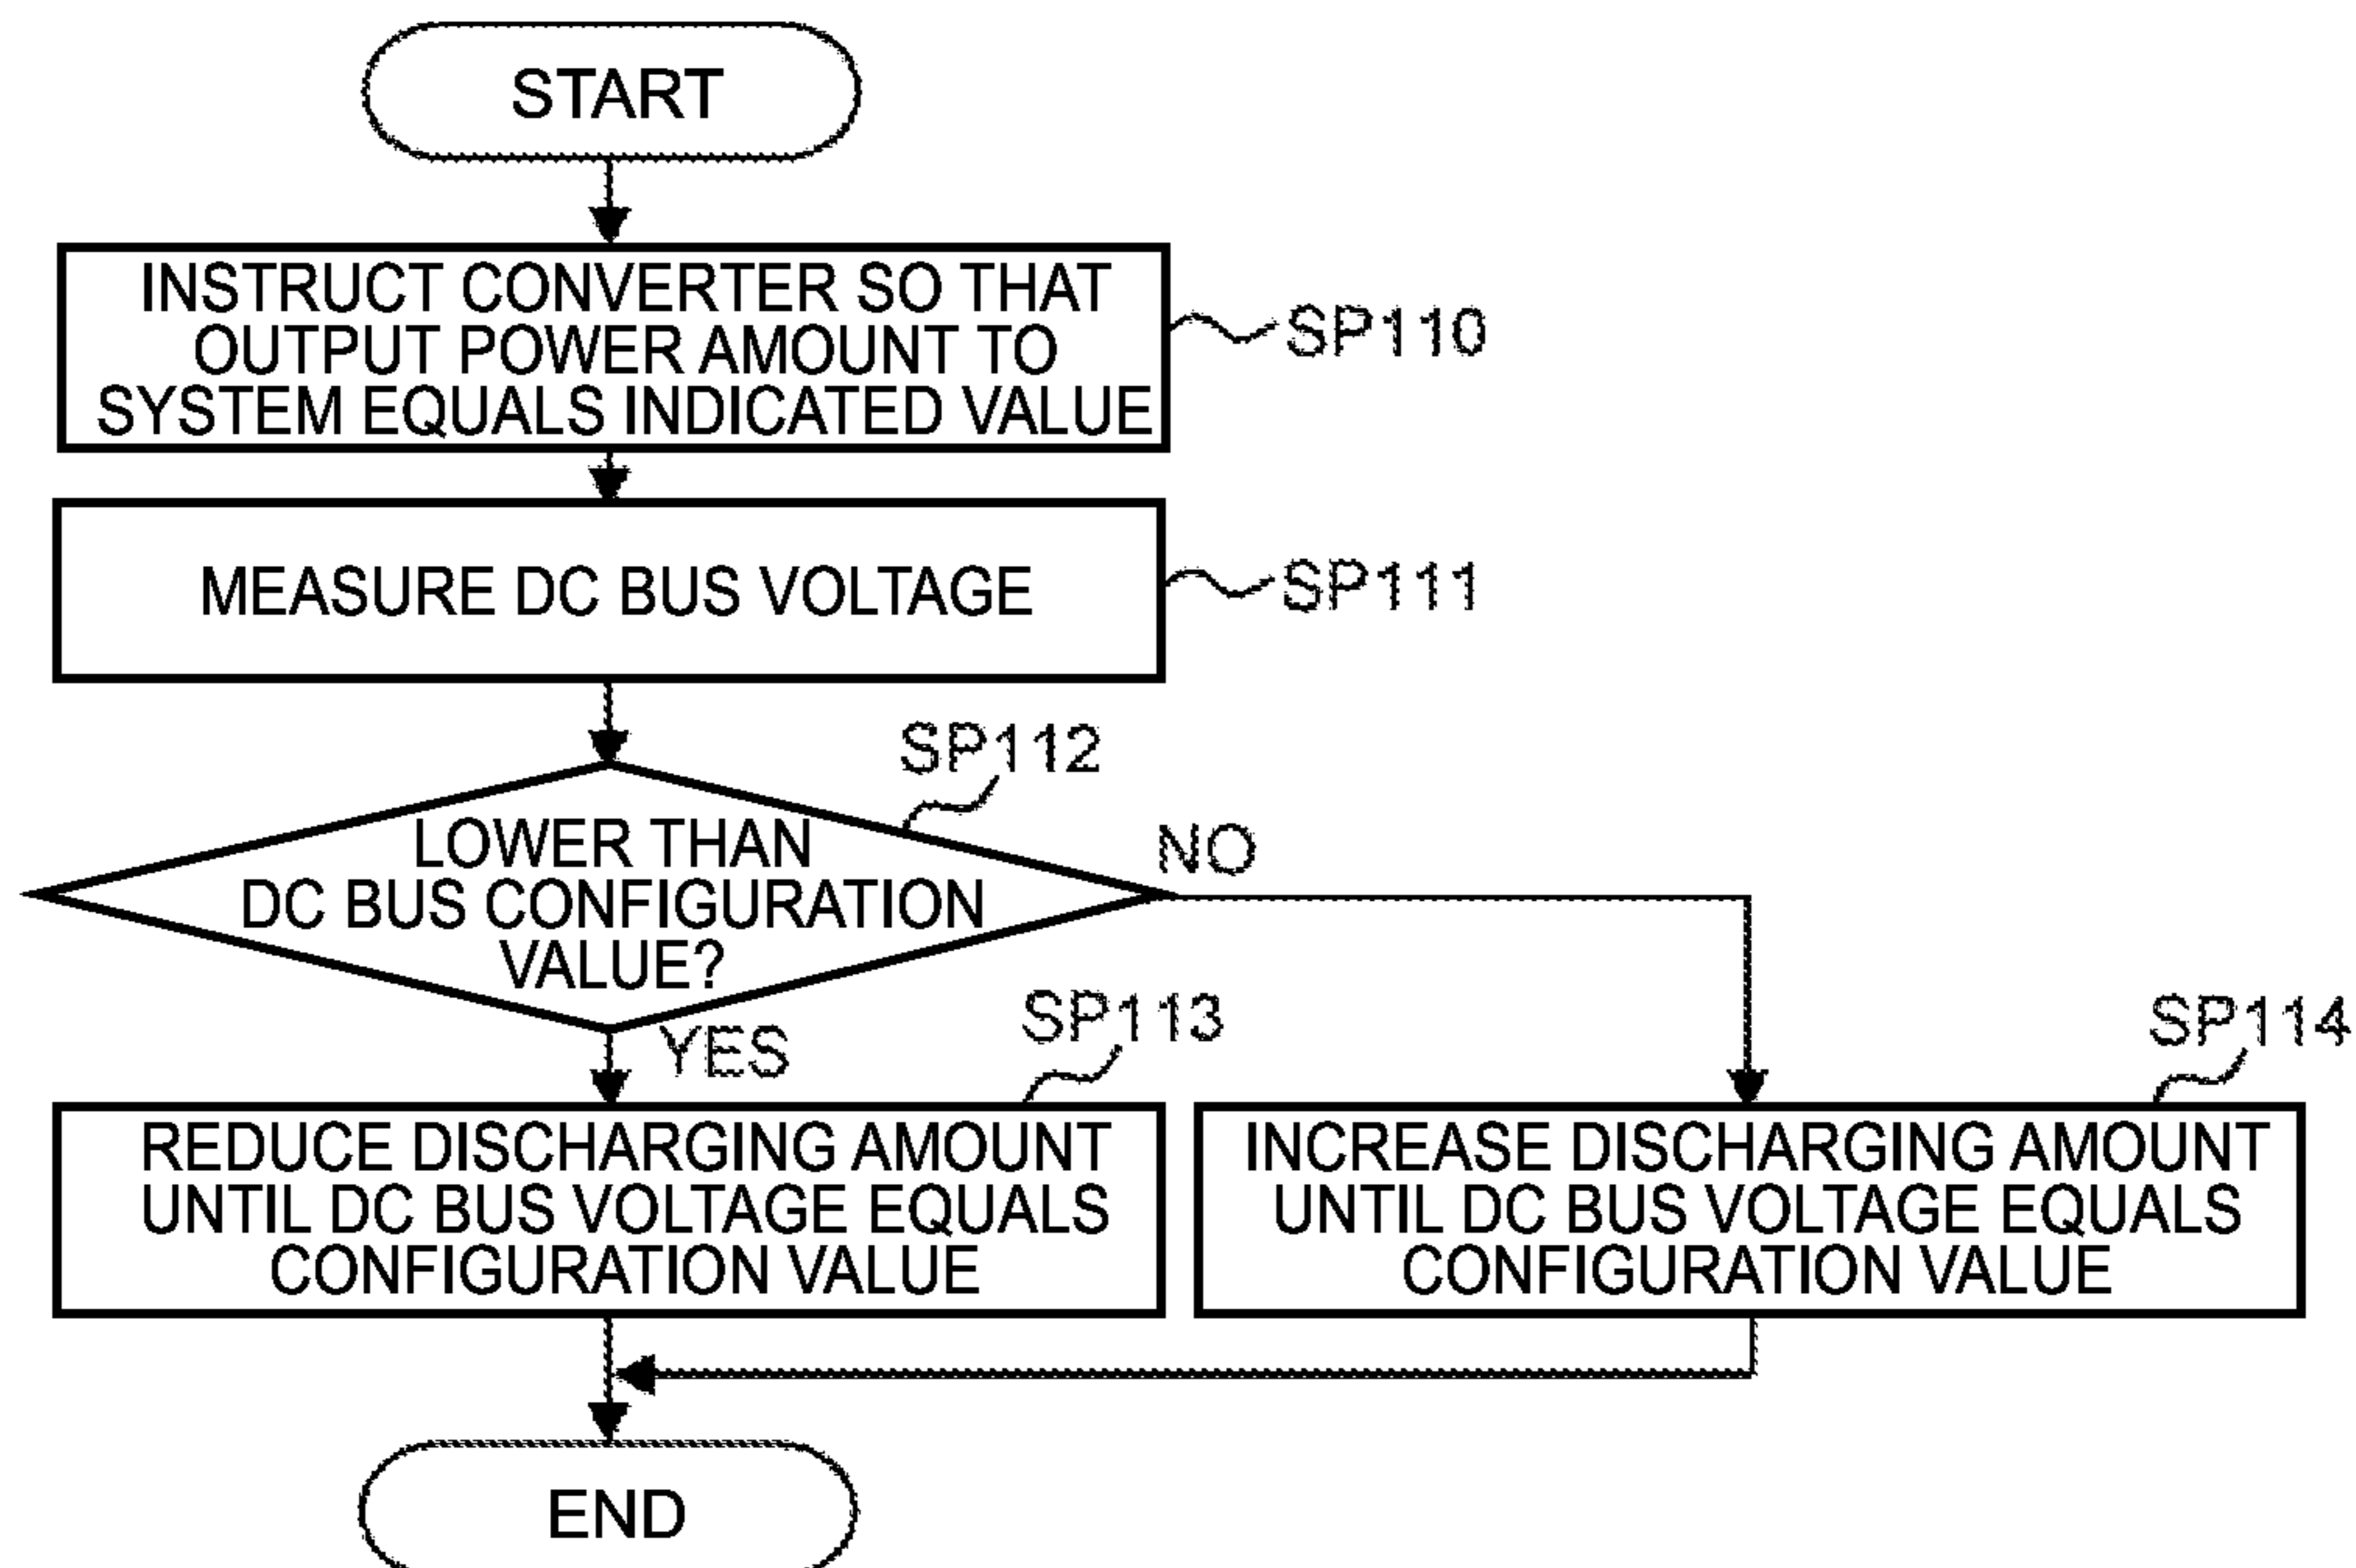 START
INSTRUCT CONVERTER SO THAT
OUTPUT POWER AMOUNT TO
SYSTEM EQUALS INDICATED VALUE
SP110
MEASURE DC BUS VOLTAGE
SP111
SP112
LOWER THAN
DC BUS CONFIGURATION
VALUE?
NO
YES
SP113
REDUCE DISCHARGING AMOUNT
UNTIL DC BUS VOLTAGE EQUALS
CONFIGURATION VALUE
SP114
INCREASE DISCHARGING AMOUNT
UNTIL DC BUS VOLTAGE EQUALS
CONFIGURATION VALUE
END